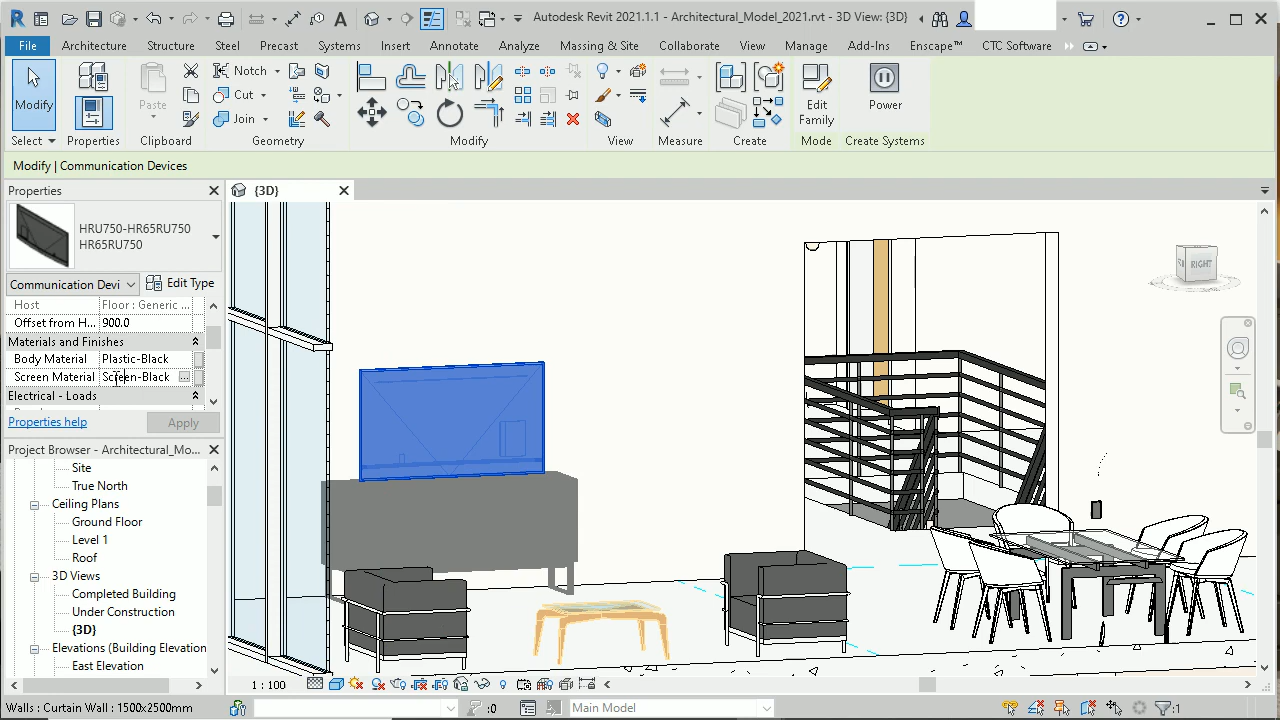 Autodesk Revit 2021.1.1 - Architectural_Model_2021.rvt - 3D View: {3D}
File Architecture Structure Steel Precast Systems Insert Annotate Analyze Massing & Site Collaborate View Manage Add-Ins Enscape™ CTC Software
Modify Paste Notch Cut Join Edit Family Power
Select Properties Clipboard Geometry Modify View Measure Create Mode Create Systems
Modify | Communication Devices
Properties
{3D}
HRU750-HR65RU750
HR65RU750
Communication Devi
Edit Type
Host Floor : Generic ...
Offset from H... 900.0
Materials and Finishes
Body Material Plastic-Black
Screen Material Screen-Black
Electrical - Loads
Properties help
Apply
Project Browser - Architectural_Mo...
Site
True North
Ceiling Plans
Ground Floor
Level 1
Roof
3D Views
Completed Building
Under Construction
{3D}
Elevations (Building Elevation
East Elevation
RIGHT
1 : 100
Walls : Curtain Wall : 1500x2500mm
:0
Main Model
:1